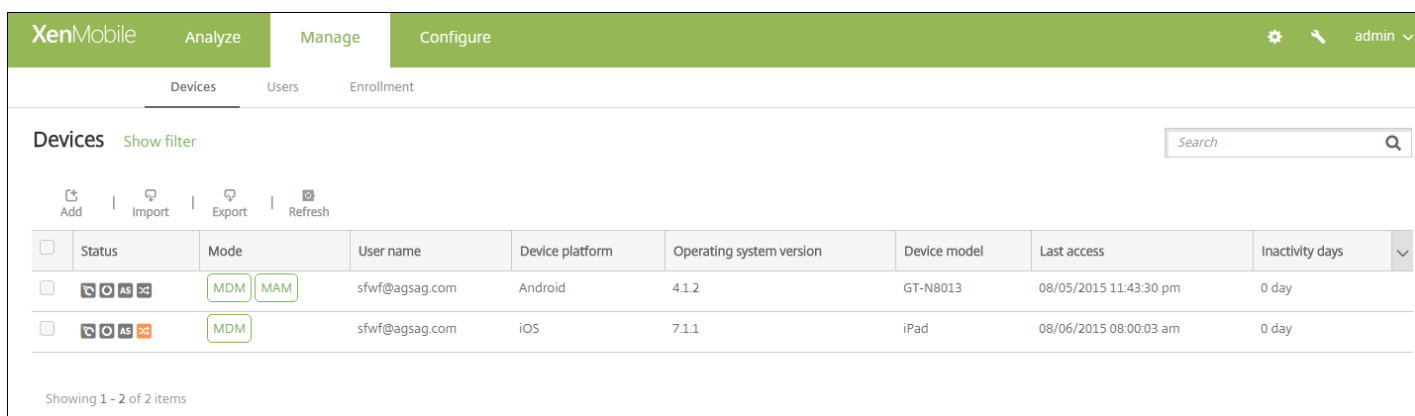 XenMobile Analyze Manage Configure admin
Devices Users Enrollment
Devices Show filter Search
Add | Import | Export | Refresh
Status Mode User name Device platform Operating system version Device model Last access Inactivity days
AS MDM MAM sfwf@agsag.com Android 4.1.2 GT-N8013 08/05/2015 11:43:30 pm 0 day
AS MDM sfwf@agsag.com iOS 7.1.1 iPad 08/06/2015 08:00:03 am 0 day
Showing 1 - 2 of 2 items